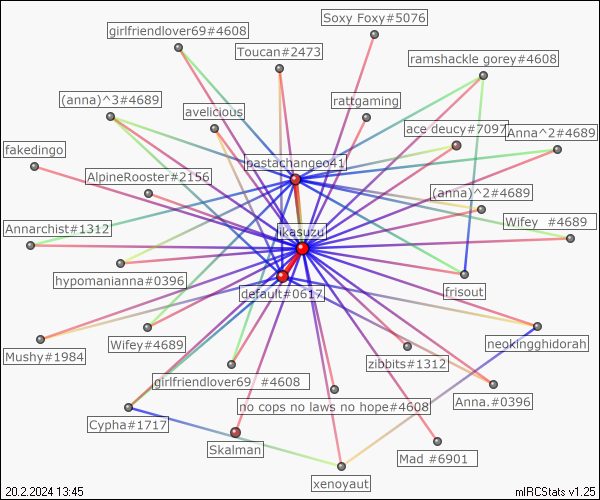 Soxy Foxy#5076
girlfriendlover69#4608
Toucan#2473
ramshackle gorey#4608
(anna)^3#4689
avelicious
rattgaming
ace deucy#7097
Anna^2#4689
fakedingo
pastachangeo41
AlpineRooster#2156
(anna)^2#4689
Annarchist#1312
ikasuzu
Wifey  #4689
hypomanianna#0396
default#0617
frisout
Mushy#1984
Wifey#4689
neokingghidorah
zibbits#1312
girlfriendlover69  #4608
Anna.#0396
no cops no laws no hope#4608
Cypha#1717
Skalman
Mad #6901
xenoyaut
20.2.2024 13:45
mIRCStats v1.25